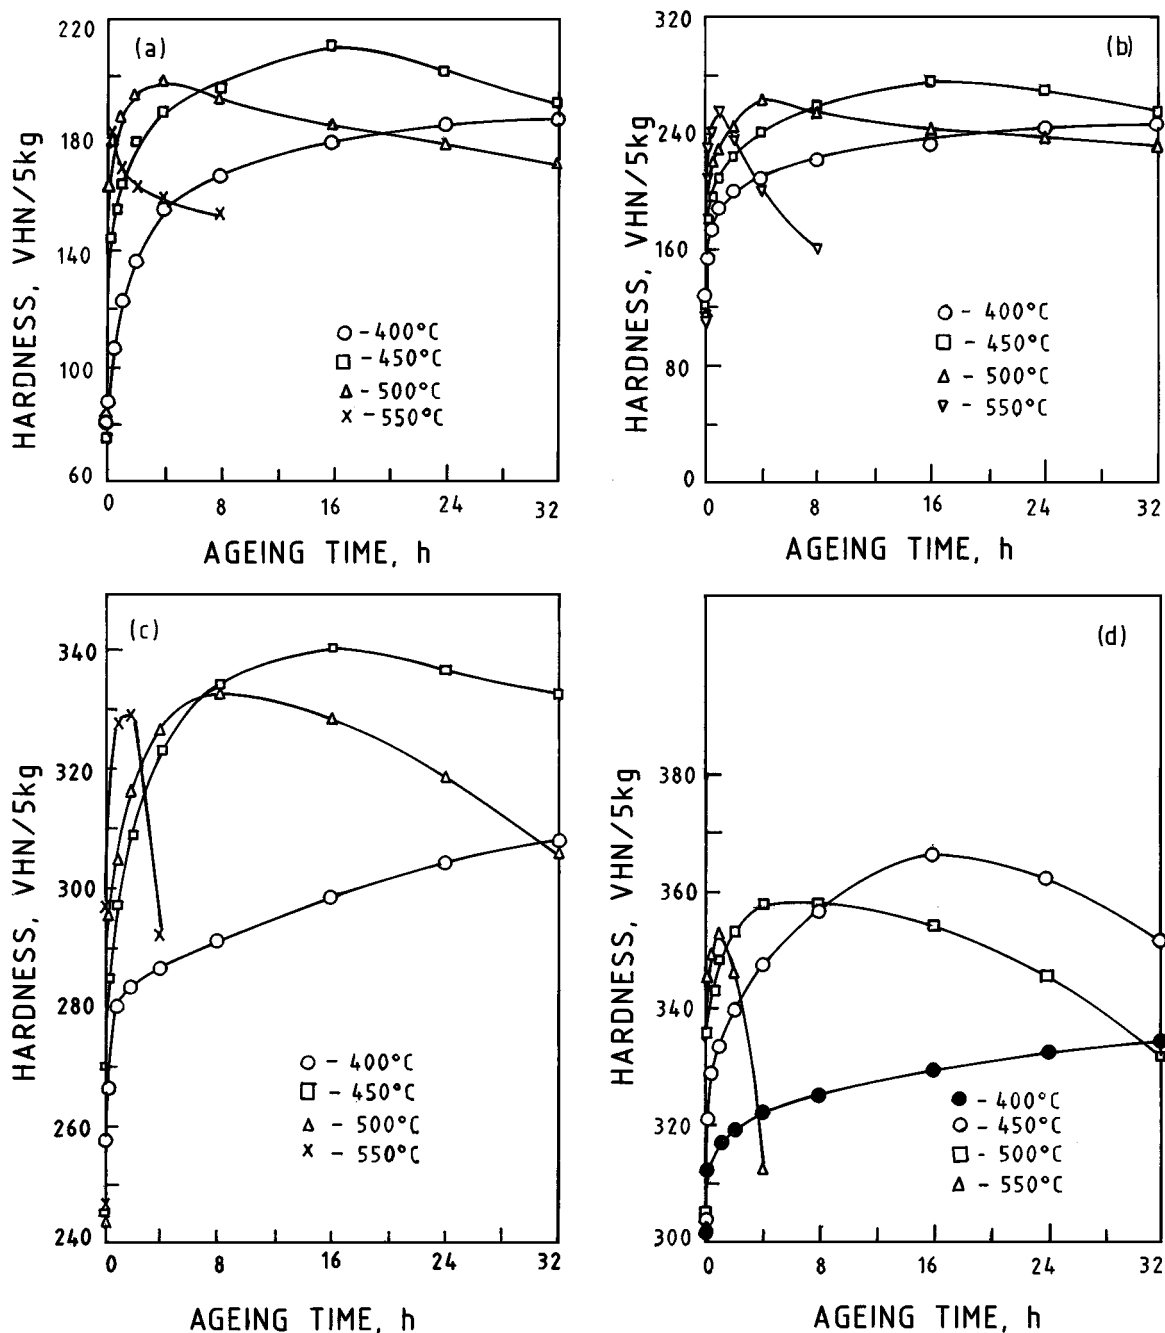 (a)
220
180
140
100
60
HARDNESS, VHN/5kg
○ - 400°C
□ - 450°C
△ - 500°C
× - 550°C
0 8 16 24 32
AGEING TIME, h
(b)
320
240
160
80
0
HARDNESS, VHN/5kg
○ - 400°C
□ - 450°C
△ - 500°C
▽ - 550°C
0 8 16 24 32
AGEING TIME, h
(c)
340
320
300
280
260
240
HARDNESS, VHN/5kg
○ - 400°C
□ - 450°C
△ - 500°C
× - 550°C
0 8 16 24 32
AGEING TIME, h
(d)
380
360
340
320
300
HARDNESS, VHN/5kg
● - 400°C
○ - 450°C
□ - 500°C
△ - 550°C
0 8 16 24 32
AGEING TIME, h